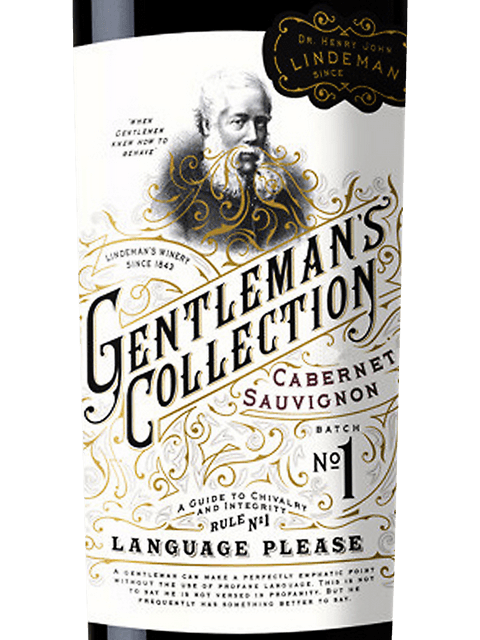 DR. HENRY JOHN
LINDEMAN
SINCE
"WHEN
GENTLEMEN
KNEW HOW TO
BEHAVE"
LINDEMAN'S WINERY
SINCE 1843
GENTLEMAN'S
COLLECTION
CABERNET
SAUVIGNON
BATCH
Nº1
A GUIDE TO CHIVALRY
AND INTEGRITY
RULE Nº1
LANGUAGE PLEASE
A GENTLEMAN CAN MAKE A PERFECTLY EMPHATIC POINT
WITHOUT THE USE OF PROFANE LANGUAGE. THIS IS NOT
TO SAY HE IS NOT VERSED IN PROFANITY. BUT HE
FREQUENTLY HAS SOMETHING BETTER TO SAY.